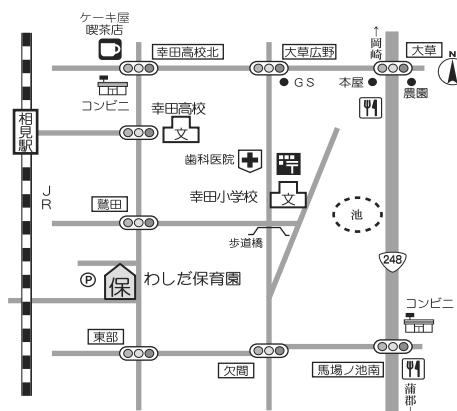 ケーキ屋
喫茶店
幸田高校北
大草広野
↑岡崎
大草
N
コンビニ
GS
本屋
農園
幸田高校
文
相見駅
歯科医院
幸田小学校
文
JR
鷲田
歩道橋
池
P
保
わしだ保育園
248
コンビニ
東部
欠間
馬場ノ池南
蒲郡